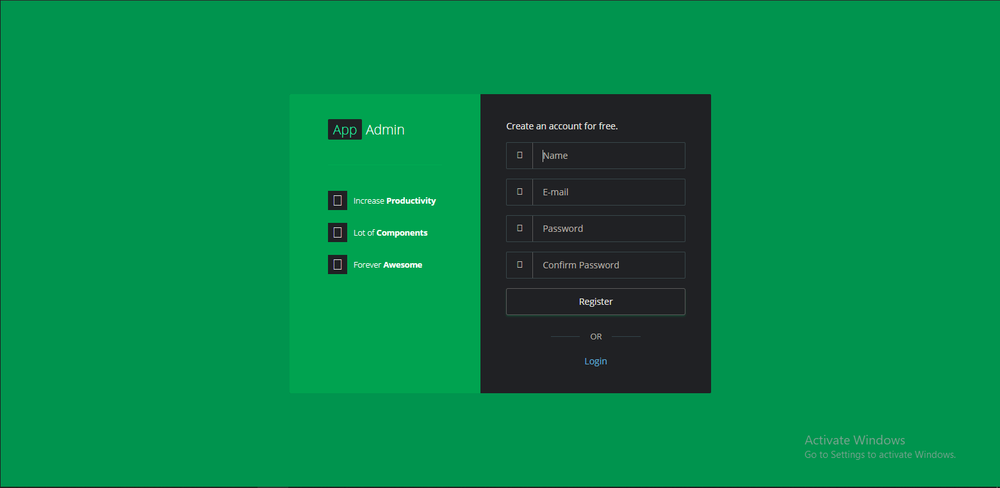 App Admin
Increase Productivity
Lot of Components
Forever Awesome
Create an account for free.
Name
E-mail
Password
Confirm Password
Register
OR
Login
Activate Windows
Go to Settings to activate Windows.